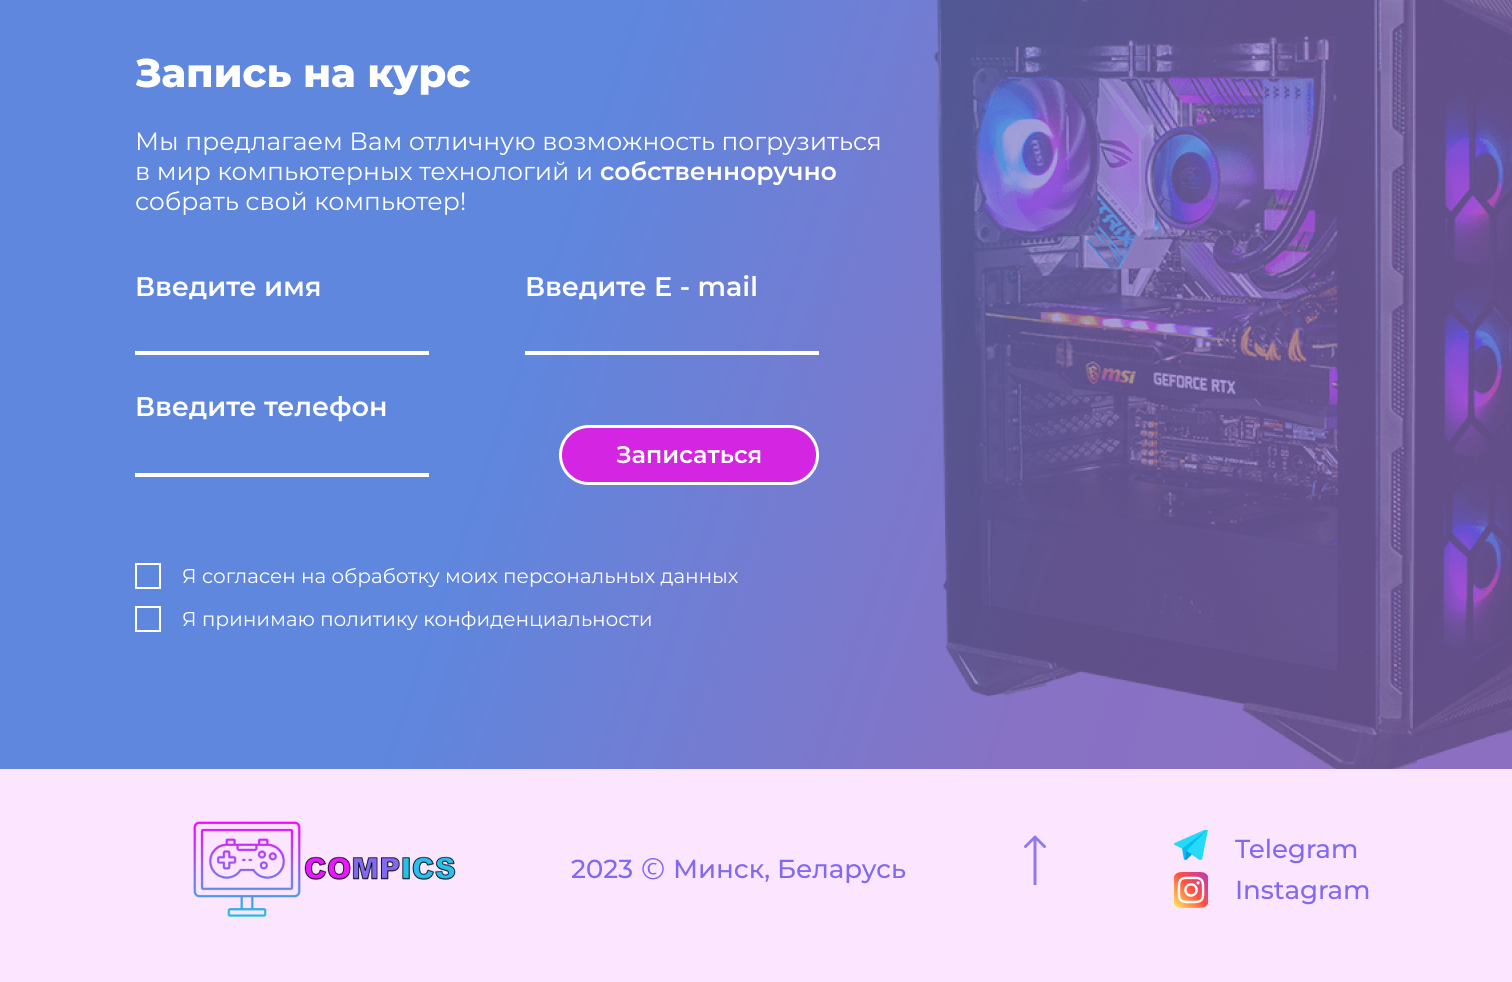 Запись на курс
Мы предлагаем Вам отличную возможность погрузиться
в мир компьютерных технологий и собственноручно
собрать свой компьютер!
Введите имя
Введите E - mail
Введите телефон
Записаться
Я согласен на обработку моих персональных данных
Я принимаю политику конфиденциальности
msi
GEFORCE RTX
COMPICS
2023 © Минск, Беларусь
Telegram
Instagram